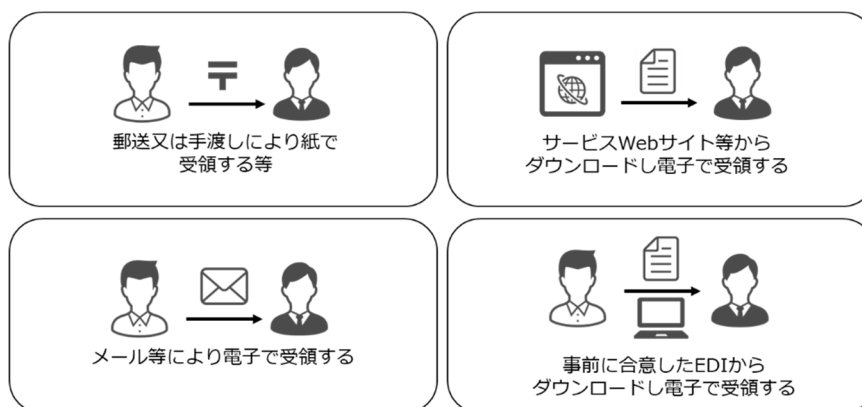 〒
郵送又は手渡しにより紙で
受領する等
サービスWebサイト等から
ダウンロードし電子で受領する
メール等により電子で受領する
事前に合意したEDIから
ダウンロードし電子で受領する